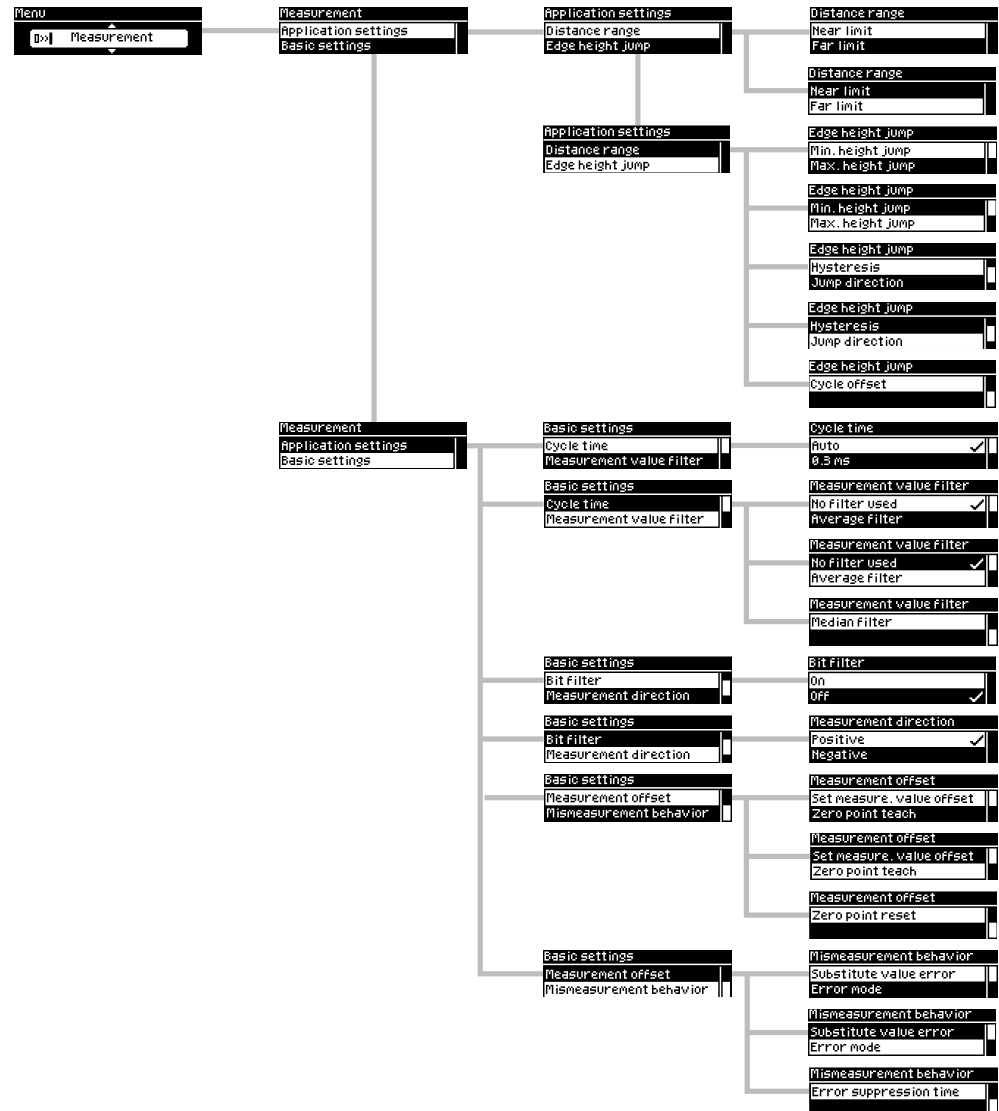 Menu
Measurement
Measurement
Application settings
Basic settings
Application settings
Distance range
Edge height jump
Distance range
Near limit
Far limit
Distance range
Near limit
Far limit
Application settings
Distance range
Edge height jump
Edge height jump
Min. height jump
Max. height jump
Edge height jump
Min. height jump
Max. height jump
Edge height jump
Hysteresis
Jump direction
Edge height jump
Hysteresis
Jump direction
Edge height jump
Cycle offset
Measurement
Application settings
Basic settings
Basic settings
Cycle time
Measurement value filter
Cycle time
Auto
0.3 ms
Basic settings
Cycle time
Measurement value filter
Measurement value filter
No filter used
Average filter
Measurement value filter
No filter used
Average filter
Measurement value filter
Median filter
Basic settings
Bit filter
Measurement direction
Bit filter
On
Off
Basic settings
Bit filter
Measurement direction
Measurement direction
Positive
Negative
Basic settings
Measurement offset
Mismeasurement behavior
Measurement offset
Set measure. value offset
Zero point teach
Measurement offset
Set measure. value offset
Zero point teach
Measurement offset
Zero point reset
Basic settings
Measurement offset
Mismeasurement behavior
Mismeasurement behavior
Substitute value error
Error mode
Mismeasurement behavior
Substitute value error
Error mode
Mismeasurement behavior
Error suppression time